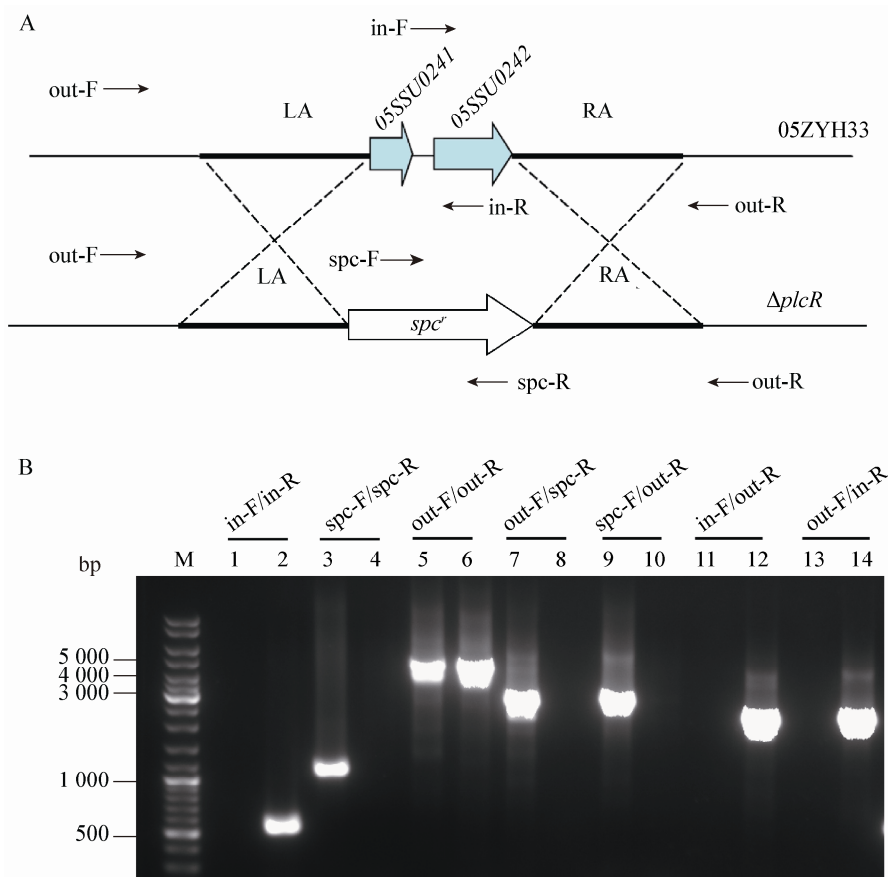 A
in-F
out-F
LA
05SSU0241
05SSU0242
RA
05ZYH33
in-R
out-R
out-F
spc-F
LA
RA
ΔplcR
spcʳ
spc-R
out-R
B
in-F/in-R
spc-F/spc-R
out-F/out-R
out-F/spc-R
spc-F/out-R
in-F/out-R
out-F/in-R
bp M 1 2 3 4 5 6 7 8 9 10 11 12 13 14
5 000
4 000
3 000
1 000
500